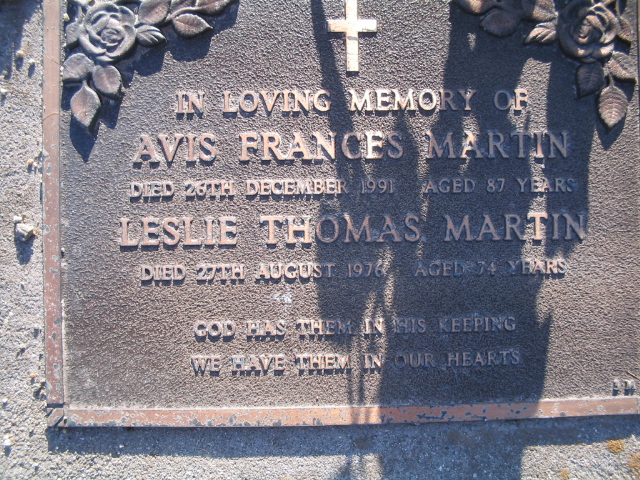 IN LOVING MEMORY OF
AVIS FRANCES MARTIN
DIED 26TH DECEMBER 1991 AGED 87 YEARS
LESLIE THOMAS MARTIN
DIED 27TH AUGUST 1976 AGED 74 YEARS
GOD HAS THEM IN HIS KEEPING
WE HAVE THEM IN OUR HEARTS